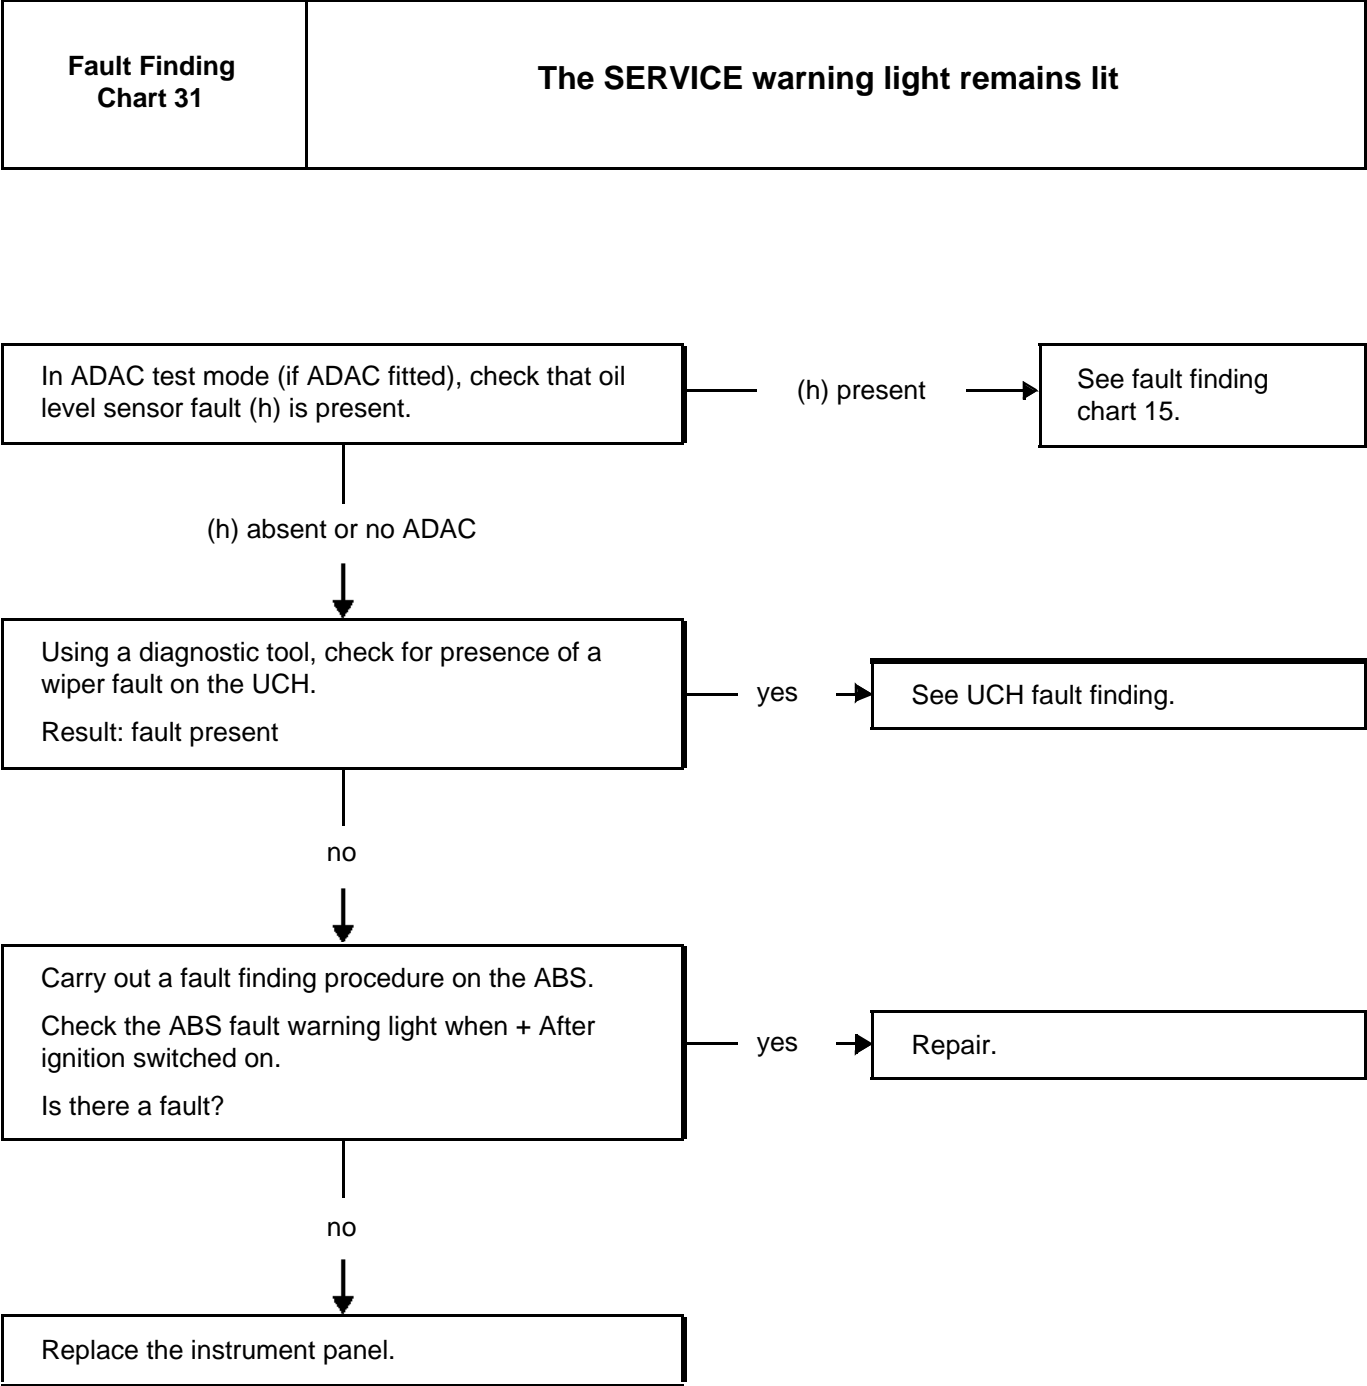 Fault Finding
Chart 31
The SERVICE warning light remains lit
In ADAC test mode (if ADAC fitted), check that oil
level sensor fault (h) is present.
(h) present
See fault finding
chart 15.
(h) absent or no ADAC
Using a diagnostic tool, check for presence of a
wiper fault on the UCH.
Result: fault present
yes
See UCH fault finding.
no
Carry out a fault finding procedure on the ABS.
Check the ABS fault warning light when + After
ignition switched on.
Is there a fault?
yes
Repair.
no
Replace the instrument panel.